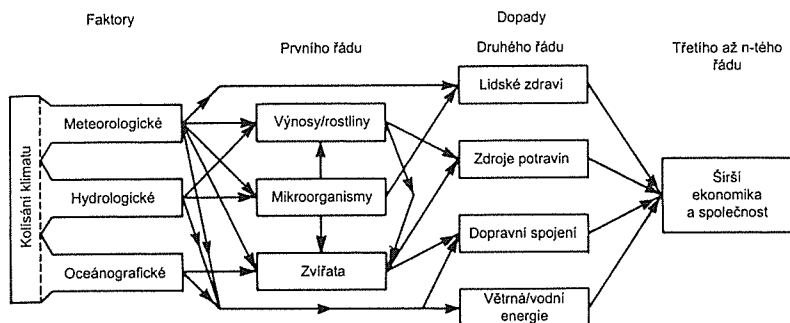 Faktory
Dopady
Prvního řádu
Druhého řádu
Třetího až n-tého
řádu
Kolísání klimatu
Meteorologické
Hydrologické
Oceánografické
Výnosy/rostliny
Mikroorganismy
Zvířata
Lidské zdraví
Zdroje potravin
Dopravní spojení
Větrná/vodní
energie
Širší
ekonomika
a společnost